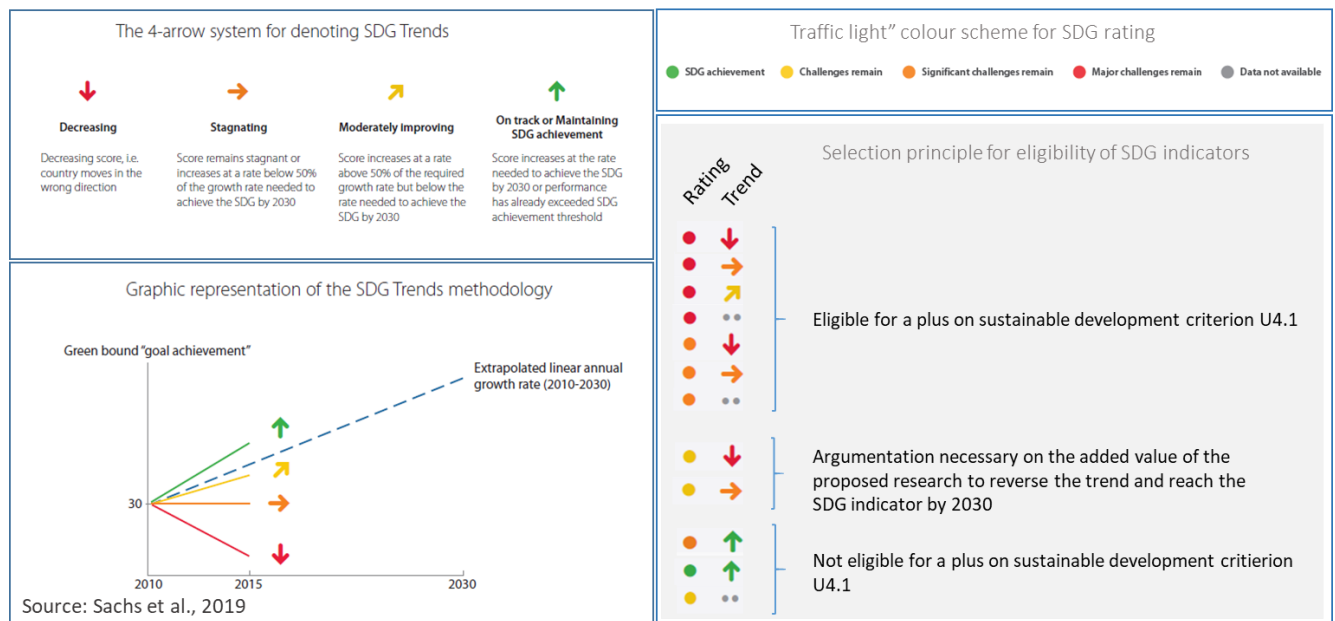 The 4-arrow system for denoting SDG Trends
Decreasing
Decreasing score, i.e.
country moves in the
wrong direction
Stagnating
Score remains stagnant or
increases at a rate below 50%
of the growth rate needed to
achieve the SDG by 2030
Moderately improving
Score increases at a rate
above 50% of the required
growth rate but below the
rate needed to achieve the
SDG by 2030
On track or Maintaining
SDG achievement
Score increases at the rate
needed to achieve the SDG
by 2030 or performance
has already exceeded SDG
achievement threshold
Traffic light” colour scheme for SDG rating
SDG achievement
Challenges remain
Significant challenges remain
Major challenges remain
Data not available
Graphic representation of the SDG Trends methodology
Green bound “goal achievement”
Extrapolated linear annual
growth rate (2010-2030)
30
2010
2015
2030
Source: Sachs et al., 2019
Selection principle for eligibility of SDG indicators
Rating
Trend
Eligible for a plus on sustainable development criterion U4.1
Argumentation necessary on the added value of the
proposed research to reverse the trend and reach the
SDG indicator by 2030
Not eligible for a plus on sustainable development critierion
U4.1